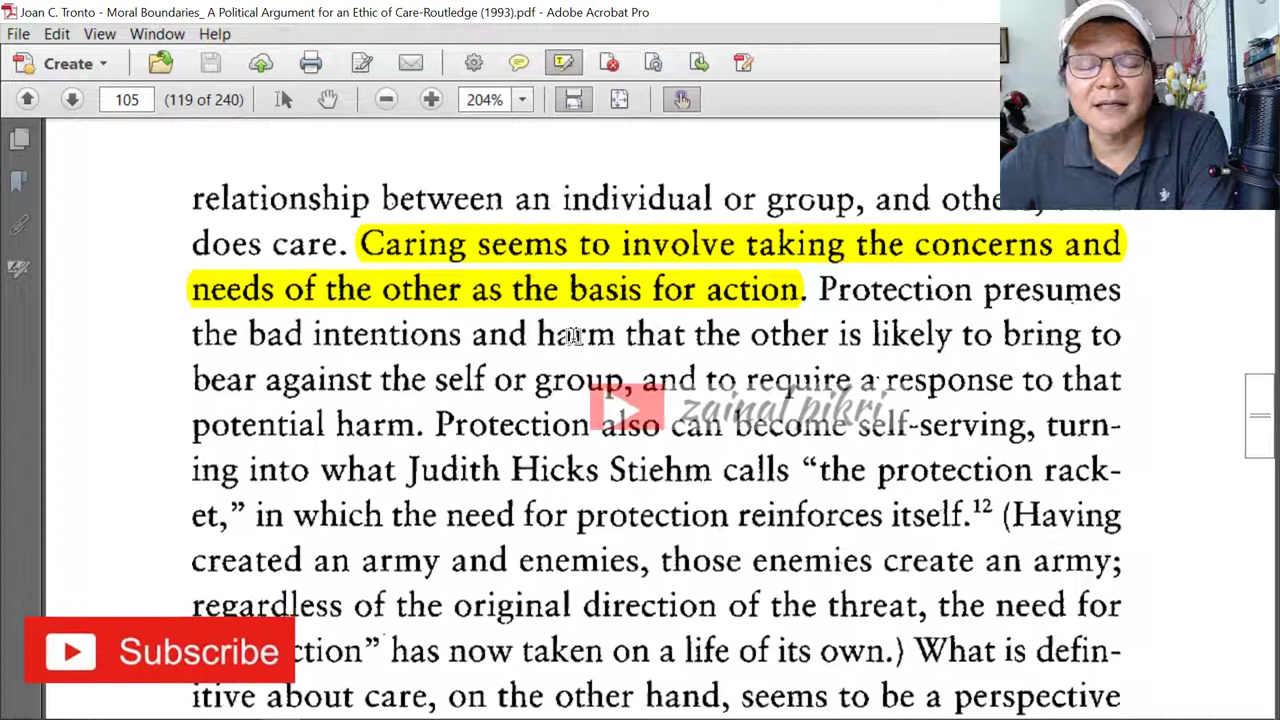 Joan C. Tronto - Moral Boundaries_ A Political Argument for an Ethic of Care-Routledge (1993).pdf - Adobe Acrobat Pro
File Edit View Window Help
Create
105 (119 of 240) 204%
relationship between an individual or group, and
does care. Caring seems to involve taking the concerns and
needs of the other as the basis for action. Protection presumes
the bad intentions and harm that the other is likely to bring to
bear against the self or group, and to require a response to that
potential harm. Protection also can become self-serving, turn-
ing into what Judith Hicks Stiehm calls “the protection rack-
et,” in which the need for protection reinforces itself.12 (Having
created an army and enemies, those enemies create an army;
regardless of the original direction of the threat, the need for
ction” has now taken on a life of its own.) What is defin-
itive about care, on the other hand, seems to be a perspective
zainal pikri
Subscribe